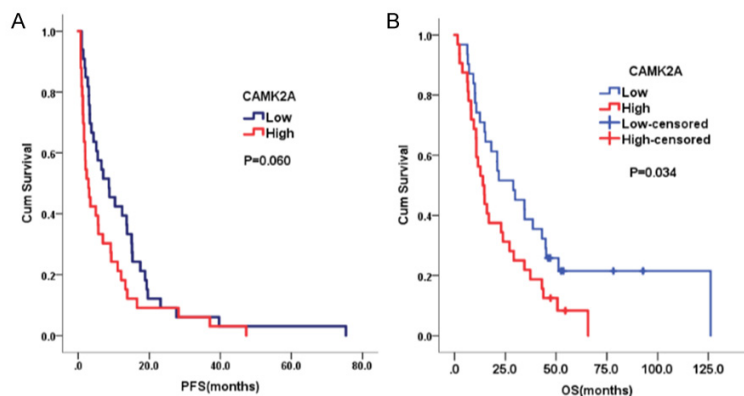 A
Cum Survival
1.0
0.8
0.6
0.4
0.2
0.0
CAMK2A
Low
High
P=0.060
.0 20.0 40.0 60.0 80.0
PFS(months)
B
Cum Survival
1.0
0.8
0.6
0.4
0.2
0.0
CAMK2A
Low
High
Low-censored
High-censored
P=0.034
.0 25.0 50.0 75.0 100.0 125.0
OS(months)